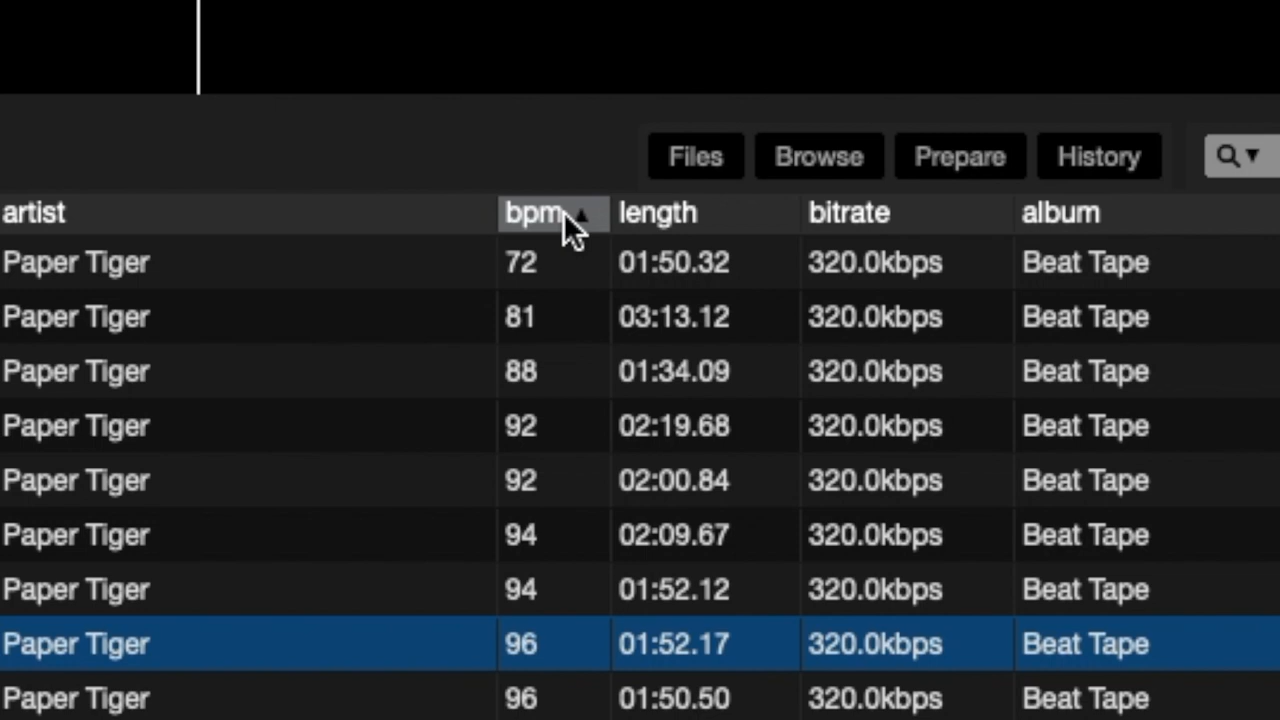 Files Browse Prepare History
artist bpm length bitrate album
Paper Tiger 72 01:50.32 320.0kbps Beat Tape
Paper Tiger 81 03:13.12 320.0kbps Beat Tape
Paper Tiger 88 01:34.09 320.0kbps Beat Tape
Paper Tiger 92 02:19.68 320.0kbps Beat Tape
Paper Tiger 92 02:00.84 320.0kbps Beat Tape
Paper Tiger 94 02:09.67 320.0kbps Beat Tape
Paper Tiger 94 01:52.12 320.0kbps Beat Tape
Paper Tiger 96 01:52.17 320.0kbps Beat Tape
Paper Tiger 96 01:50.50 320.0kbps Beat Tape